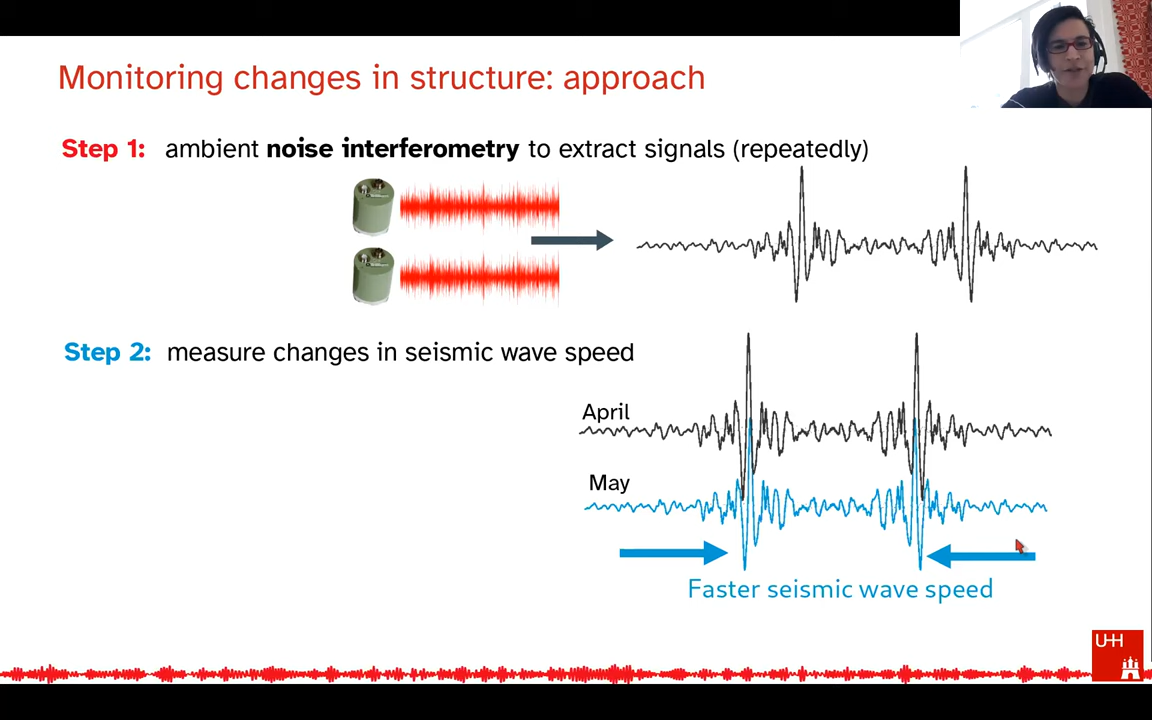 Monitoring changes in structure: approach
Step 1: ambient noise interferometry to extract signals (repeatedly)
Step 2: measure changes in seismic wave speed
April
May
Faster seismic wave speed
UHH